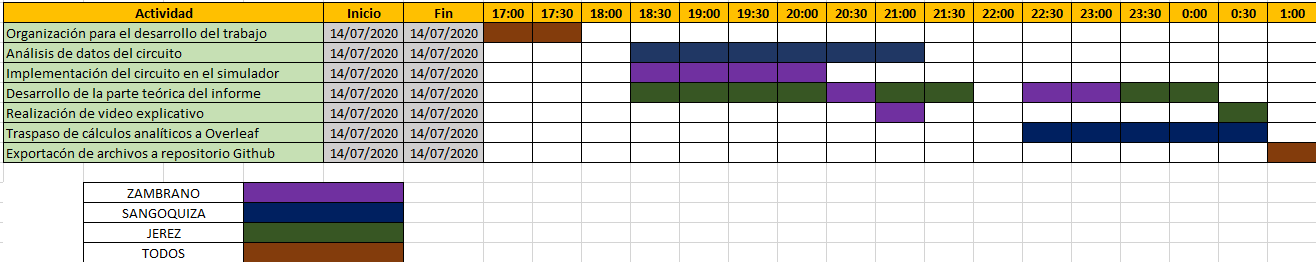 Actividad Inicio Fin 17:00 17:30 18:00 18:30 19:00 19:30 20:00 20:30 21:00 21:30 22:00 22:30 23:00 23:30 0:00 0:30 1:00
Organización para el desarrollo del trabajo 14/07/2020 14/07/2020
Análisis de datos del circuito 14/07/2020 14/07/2020
Implementación del circuito en el simulador 14/07/2020 14/07/2020
Desarrollo de la parte teórica del informe 14/07/2020 14/07/2020
Realización de video explicativo 14/07/2020 14/07/2020
Traspaso de cálculos analíticos a Overleaf 14/07/2020 14/07/2020
Exportacón de archivos a repositorio Github 14/07/2020 14/07/2020
ZAMBRANO
SANGOQUIZA
JEREZ
TODOS